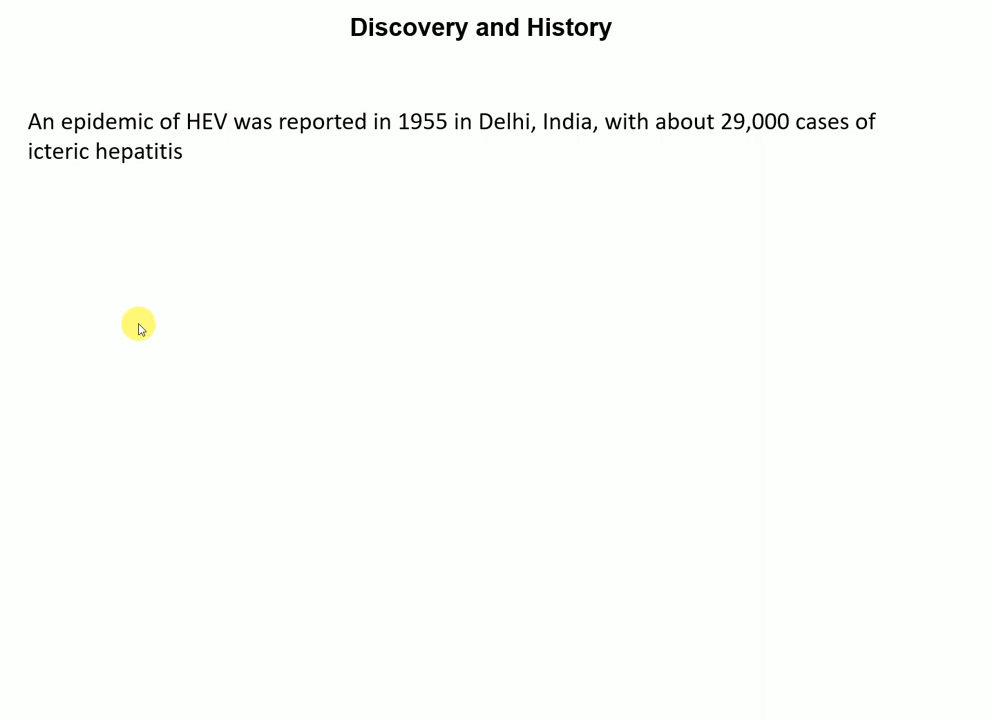 Discovery and History
An epidemic of HEV was reported in 1955 in Delhi, India, with about 29,000 cases of
icteric hepatitis